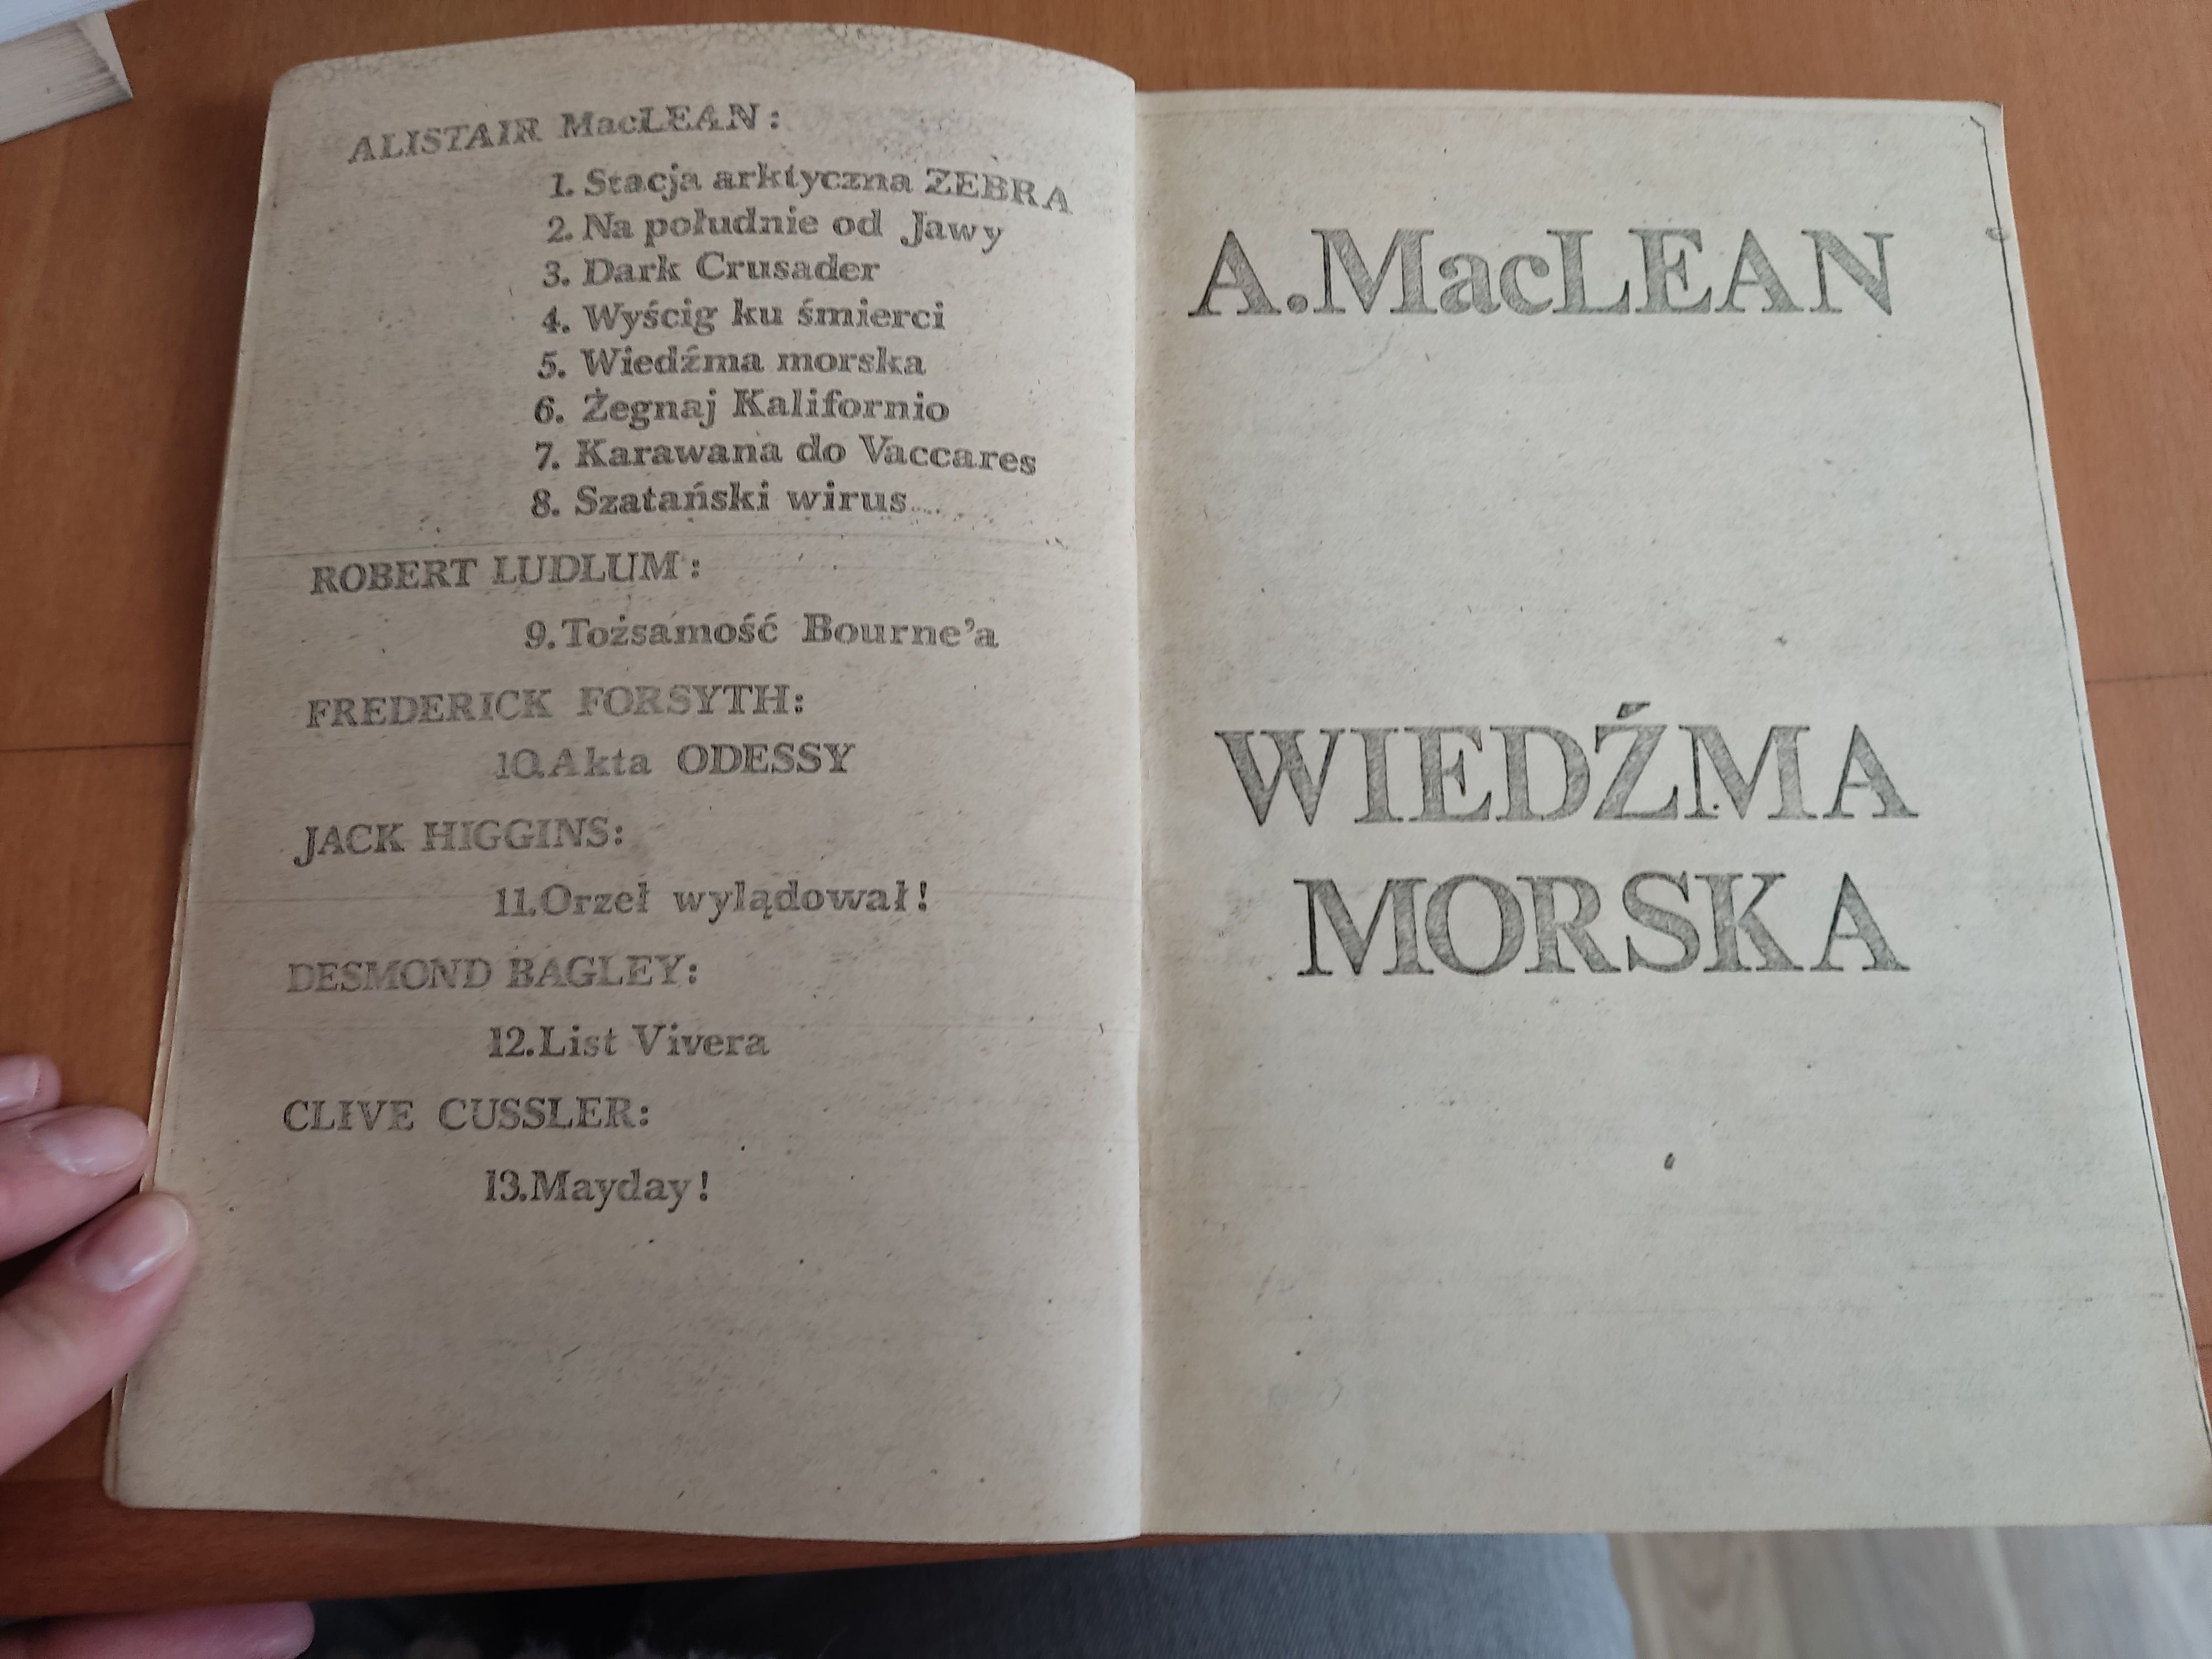 ALISTAIR MacLEAN:
1. Stacja arktyczna ZEBRA
2. Na południe od Jawy
3. Dark Crusader
4. Wyścig ku śmierci
5. Wiedźma morska
6. Żegnaj Kalifornio
7. Karawana do Vaccares
8. Szatański wirus
ROBERT LUDLUM:
9. Tożsamość Bourne'a
FREDERICK FORSYTH:
10. Akta ODESSY
JACK HIGGINS:
11. Orzeł wylądował!
DESMOND BAGLEY:
12. List Vivera
CLIVE CUSSLER:
13. Mayday!
A. MacLEAN
WIEDŹMA
MORSKA